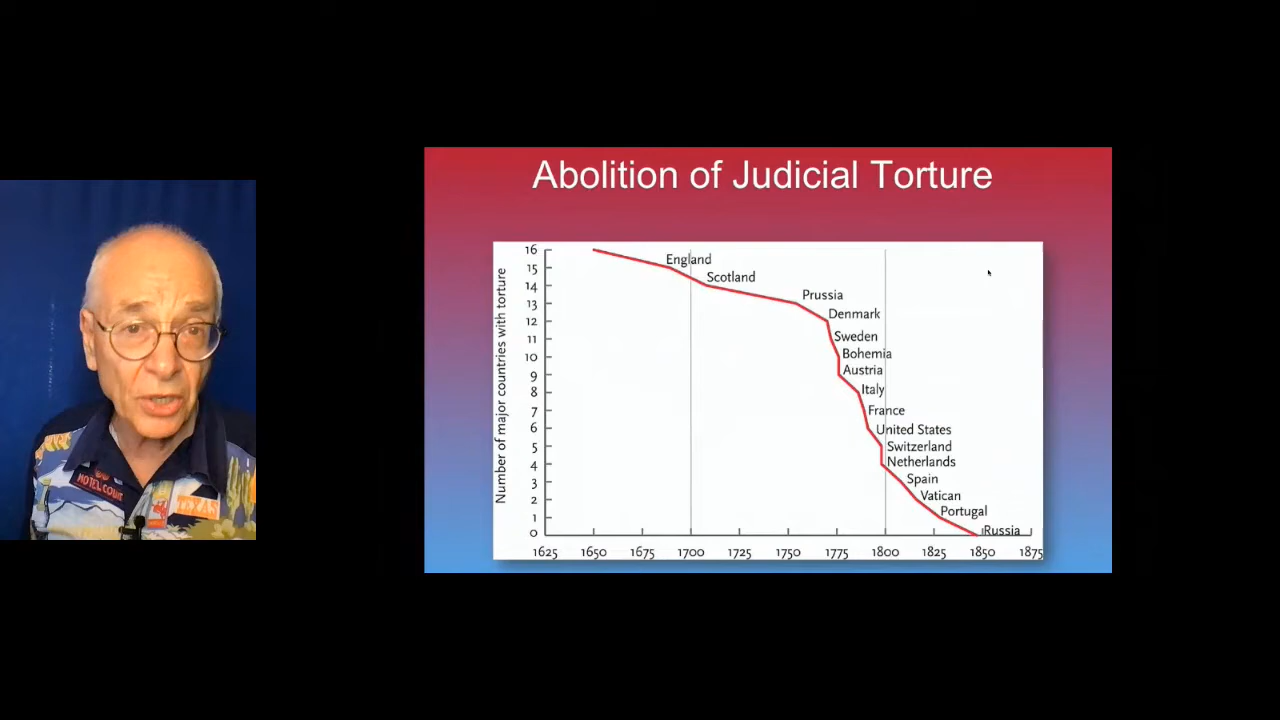 Abolition of Judicial Torture
Number of major countries with torture
16
15
14
13
12
11
10
9
8
7
6
5
4
3
2
1
0
England
Scotland
Prussia
Denmark
Sweden
Bohemia
Austria
Italy
France
United States
Switzerland
Netherlands
Spain
Vatican
Portugal
Russia
1625 1650 1675 1700 1725 1750 1775 1800 1825 1850 1875
MOTEL
TEXAS